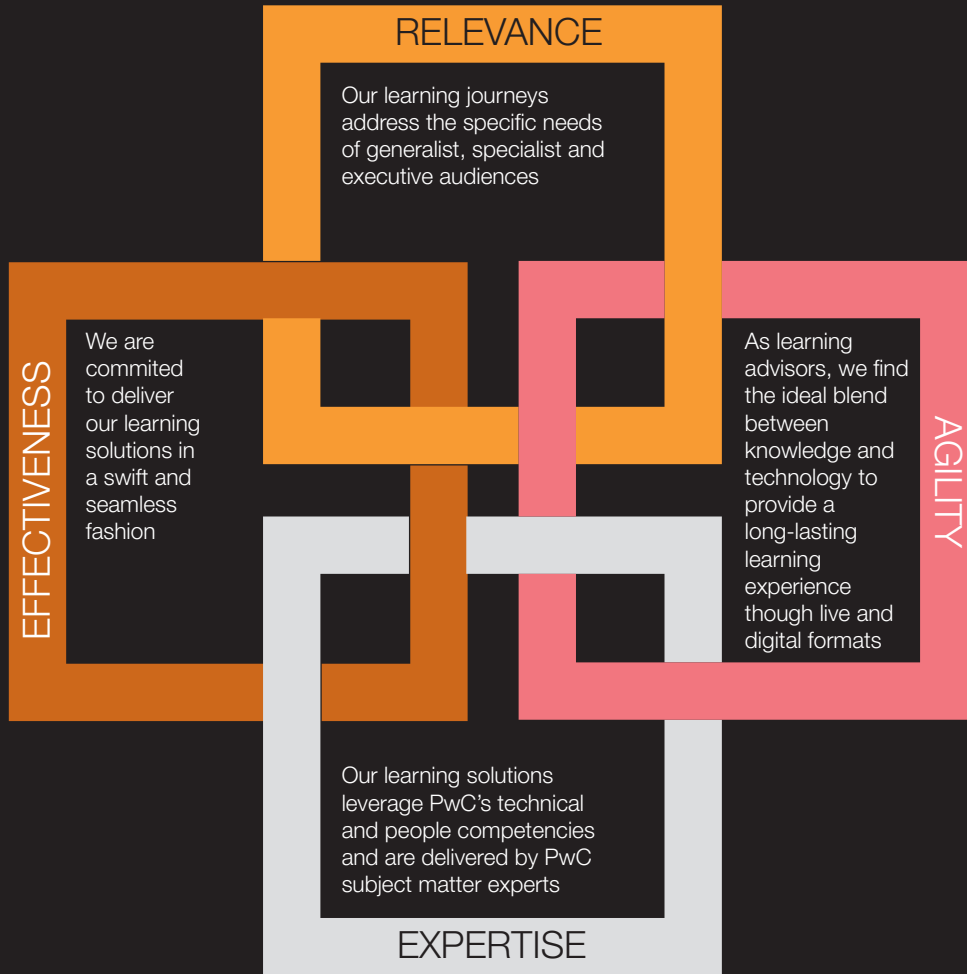 RELEVANCE
Our learning journeys
address the specific needs
of generalist, specialist and
executive audiences
EFFECTIVENESS
We are
commited
to deliver
our learning
solutions in
a swift and
seamless
fashion
As learning
advisors, we find
the ideal blend
between
knowledge and
technology to
provide a
long-lasting
learning
experience
though live and
digital formats
AGILITY
Our learning solutions
leverage PwC’s technical
and people competencies
and are delivered by PwC
subject matter experts
EXPERTISE